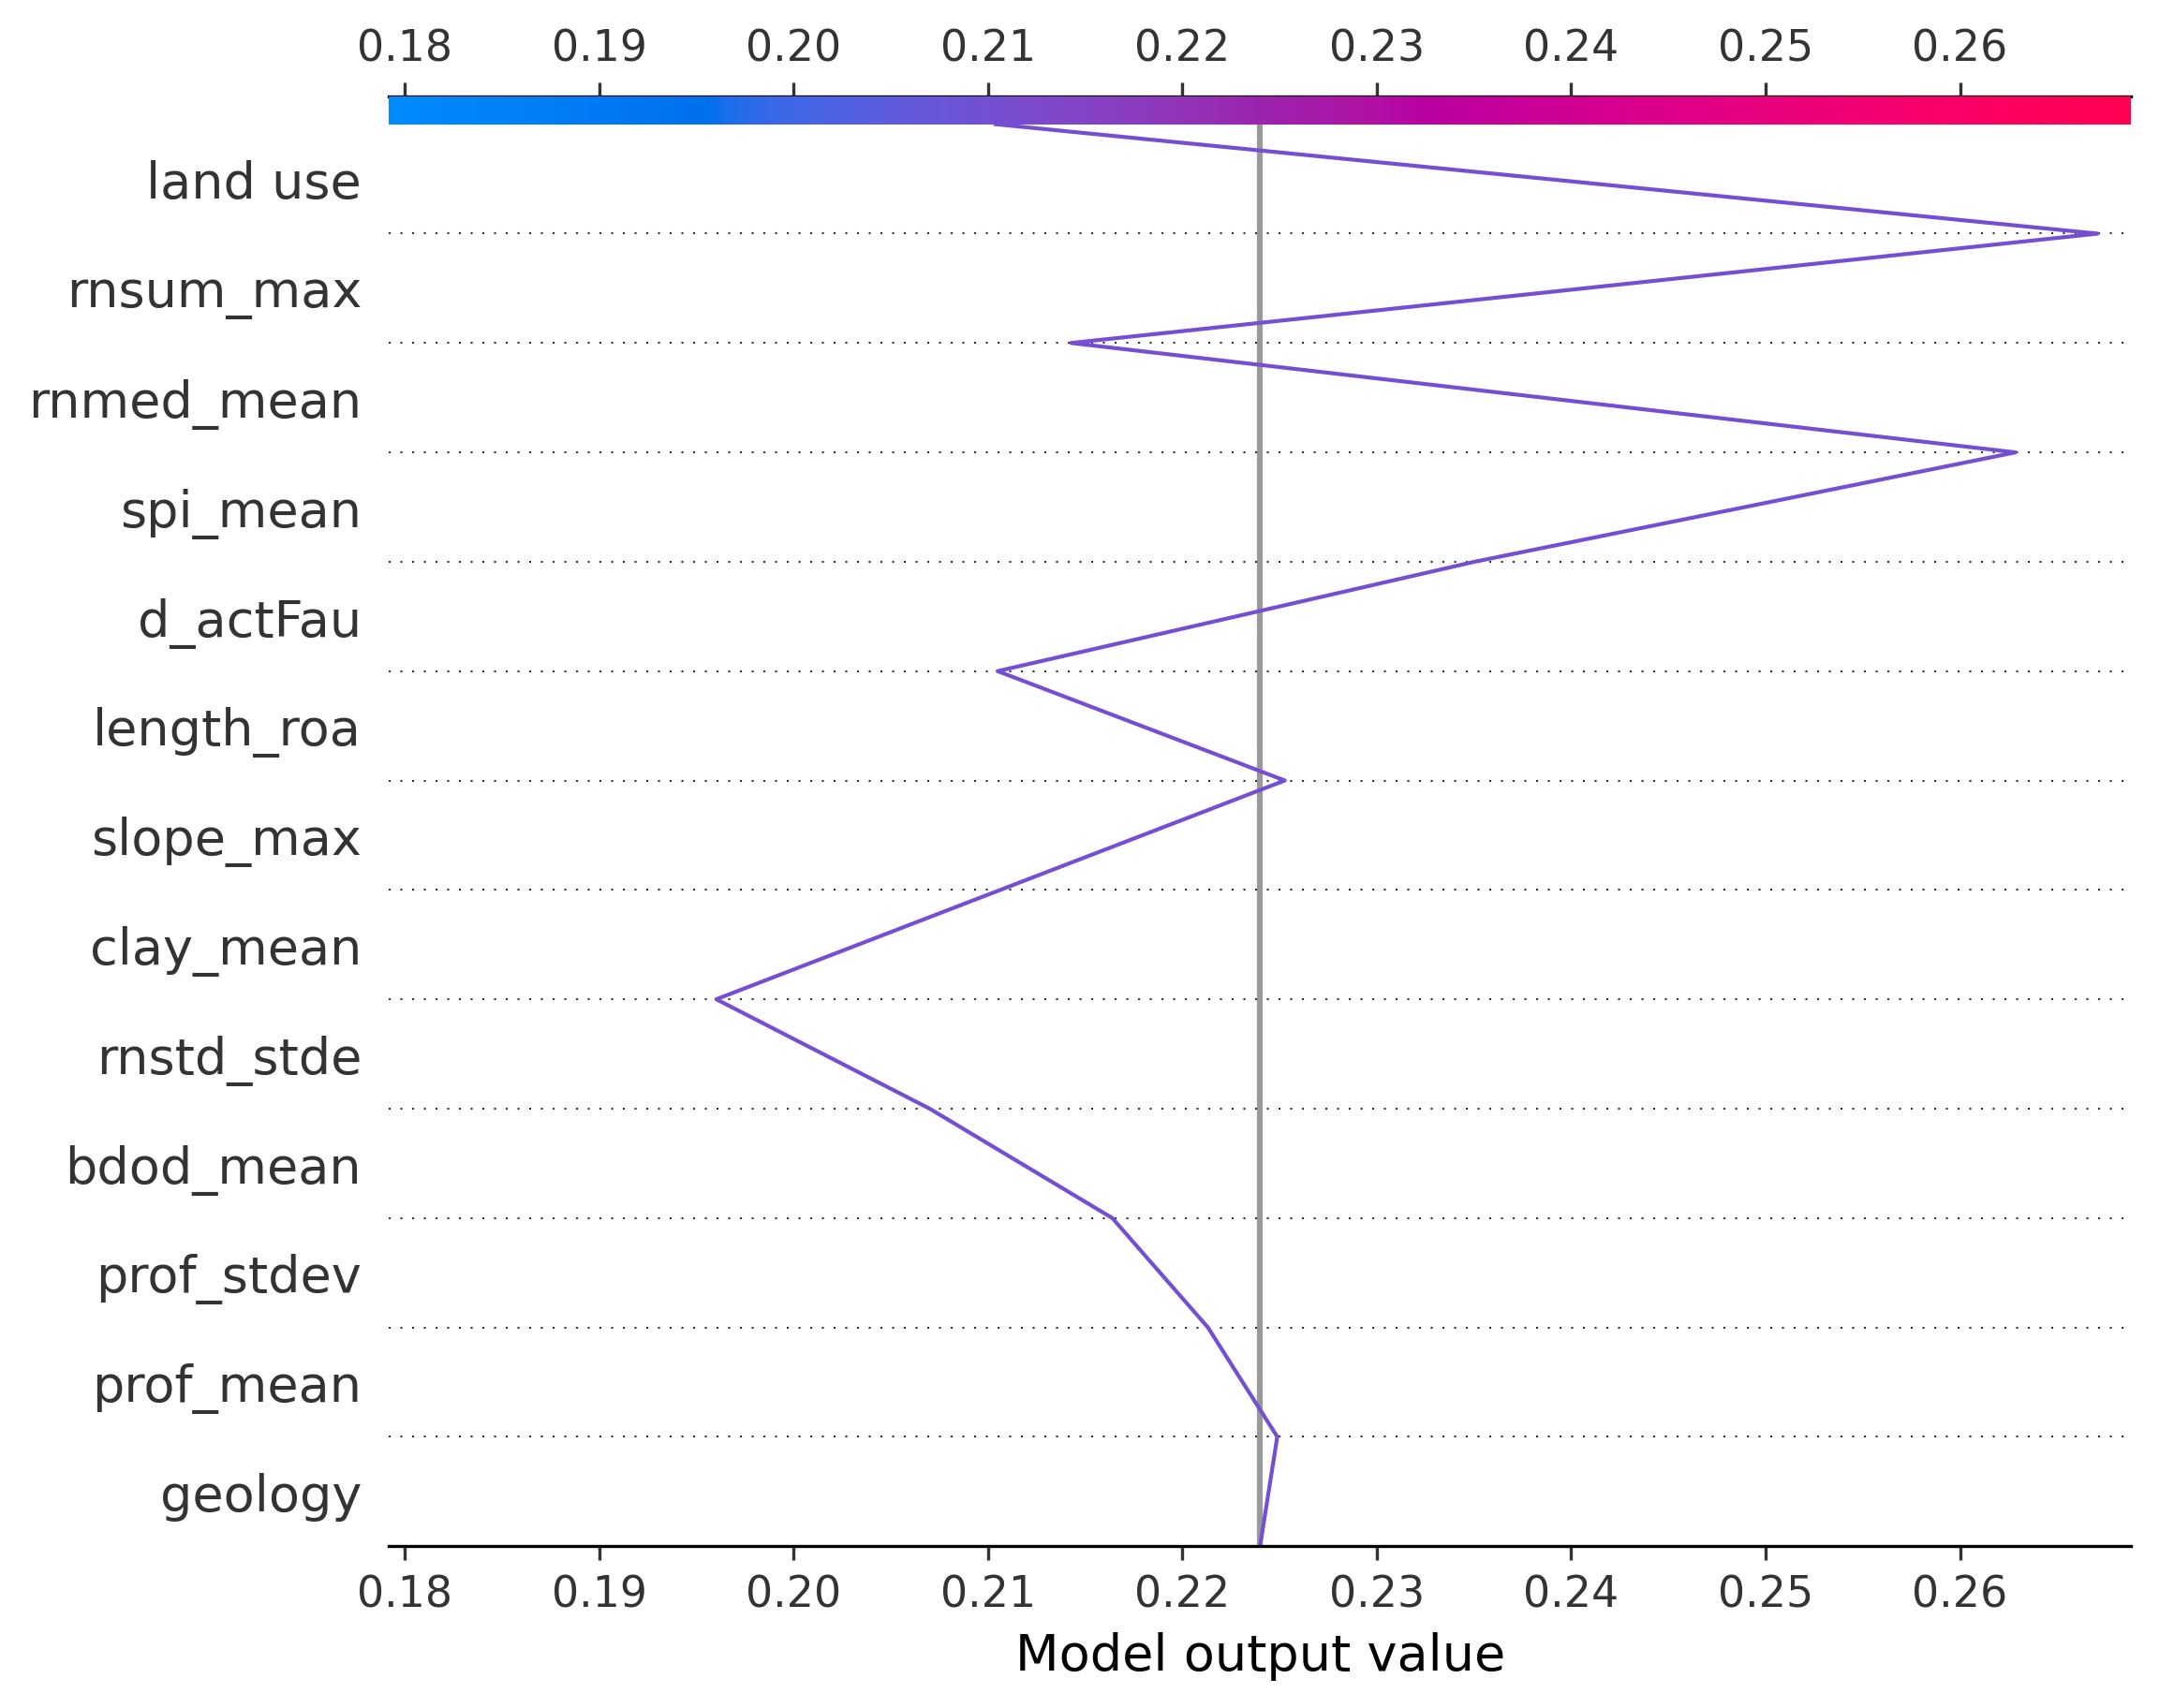 0.18 0.19 0.20 0.21 0.22 0.23 0.24 0.25 0.26
land use
rnsum_max
rnmed_mean
spi_mean
d_actFau
length_roa
slope_max
clay_mean
rnstd_stde
bdod_mean
prof_stdev
prof_mean
geology
0.18 0.19 0.20 0.21 0.22 0.23 0.24 0.25 0.26
Model output value